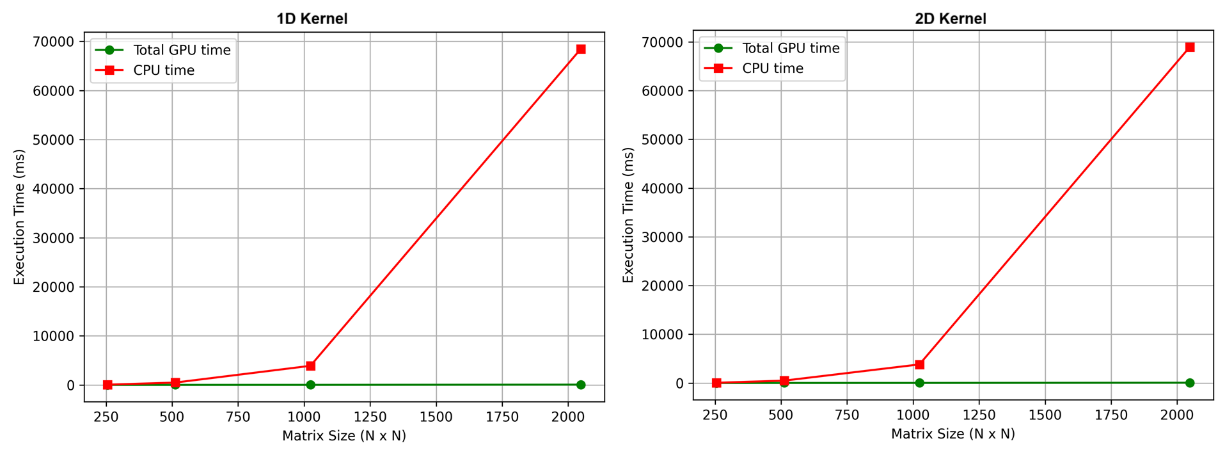 1D Kernel
Total GPU time
CPU time
70000
60000
50000
40000
30000
20000
10000
0
Execution Time (ms)
250 500 750 1000 1250 1500 1750 2000
Matrix Size (N x N)
2D Kernel
Total GPU time
CPU time
70000
60000
50000
40000
30000
20000
10000
0
Execution Time (ms)
250 500 750 1000 1250 1500 1750 2000
Matrix Size (N x N)